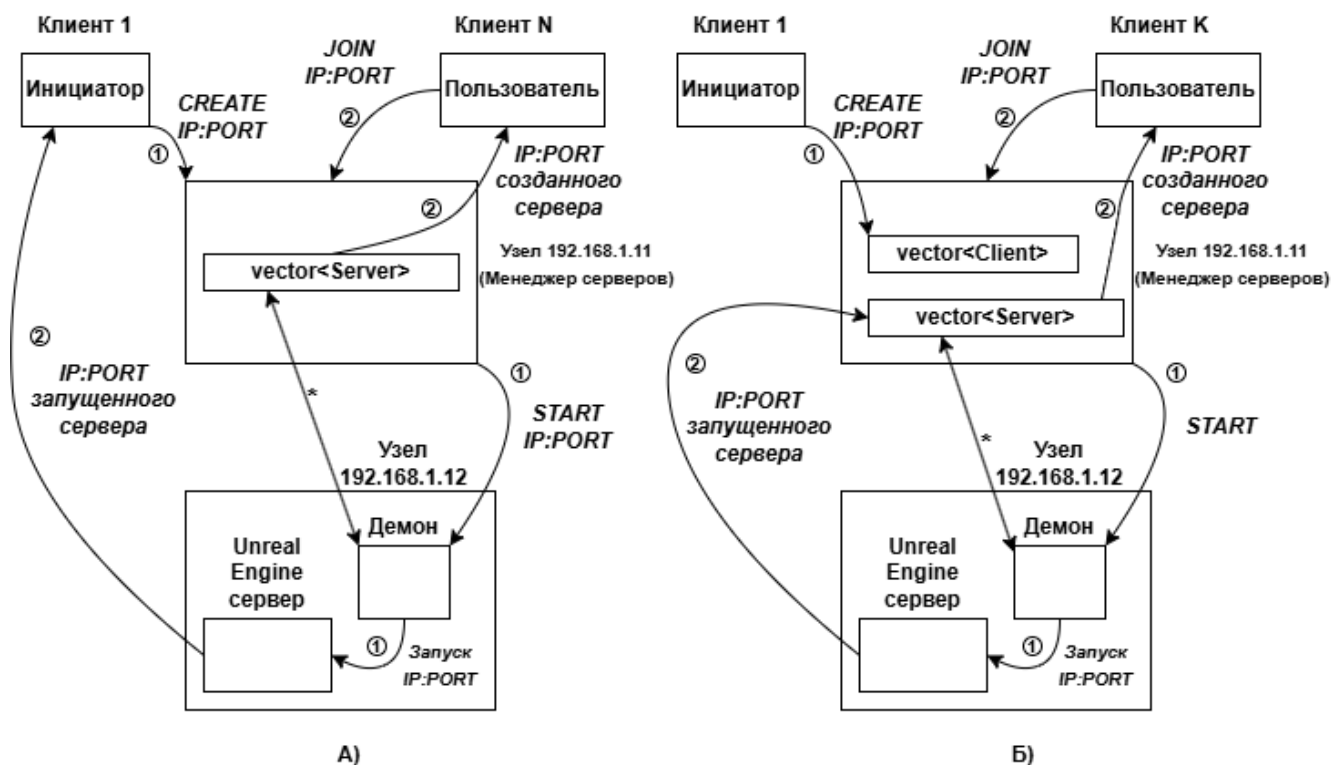 Клиент 1
Инициатор
CREATE
IP:PORT
①
Клиент N
JOIN
IP:PORT
Пользователь
②
IP:PORT
созданного
сервера
②
vector<Server>
Узел 192.168.1.11
(Менеджер серверов)
②
IP:PORT
запущенного
сервера
*
①
START
IP:PORT
Узел
192.168.1.12
Демон
Unreal
Engine
сервер
①
Запуск
IP:PORT
А)
Клиент 1
Инициатор
CREATE
IP:PORT
①
Клиент K
JOIN
IP:PORT
Пользователь
②
IP:PORT
созданного
сервера
②
vector<Client>
vector<Server>
Узел 192.168.1.11
(Менеджер серверов)
②
IP:PORT
запущенного
сервера
*
①
START
Узел
192.168.1.12
Демон
Unreal
Engine
сервер
①
Запуск
IP:PORT
Б)